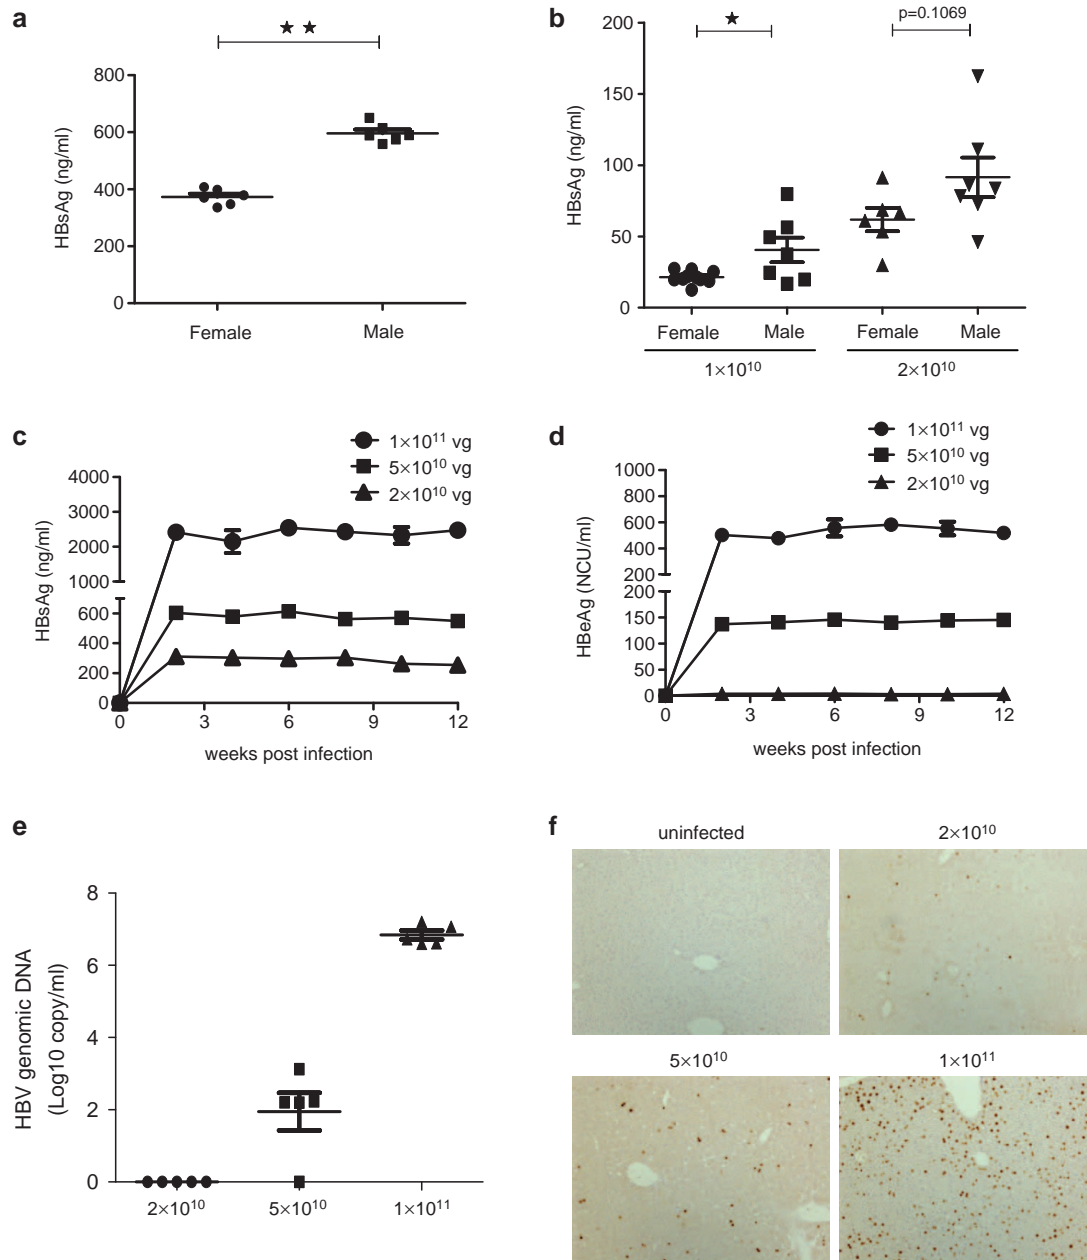 a
★ ★
HBsAg (ng/ml)
800
600
400
200
0
Female Male
b
★
p=0.1069
HBsAg (ng/ml)
200
150
100
50
0
Female Male Female Male
1×10¹⁰ 2×10¹⁰
c
1×10¹¹ vg
5×10¹⁰ vg
2×10¹⁰ vg
HBsAg (ng/ml)
4000
3000
2000
1000
600
400
200
0
0 3 6 9 12
weeks post infection
d
1×10¹¹ vg
5×10¹⁰ vg
2×10¹⁰ vg
HBeAg (NCU/ml)
1000
800
600
400
200
200
150
100
50
0
0 3 6 9 12
weeks post infection
e
HBV genomic DNA
(Log10 copy/ml)
8
6
4
2
0
2×10¹⁰ 5×10¹⁰ 1×10¹¹
f
uninfected 2×10¹⁰
5×10¹⁰ 1×10¹¹